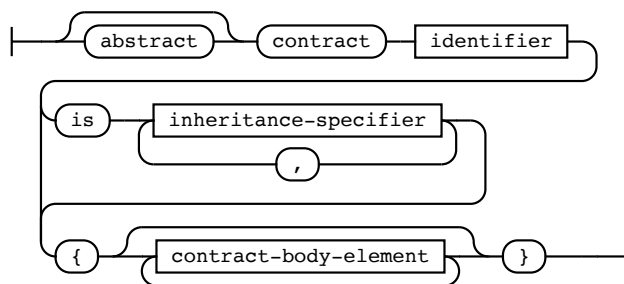 abstract contract identifier
is inheritance-specifier
,
{ contract-body-element }